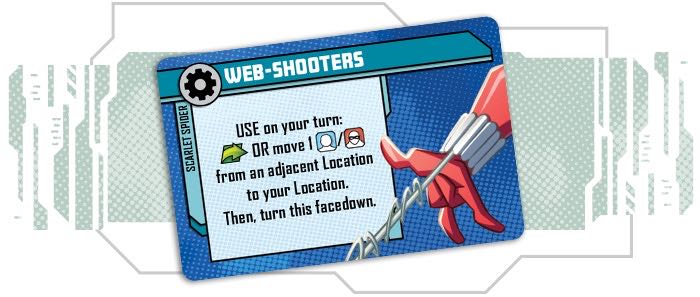 WEB-SHOOTERS
SCARLET SPIDER
USE on your turn:
OR move 1 /
from an adjacent Location
to your Location.
Then, turn this facedown.